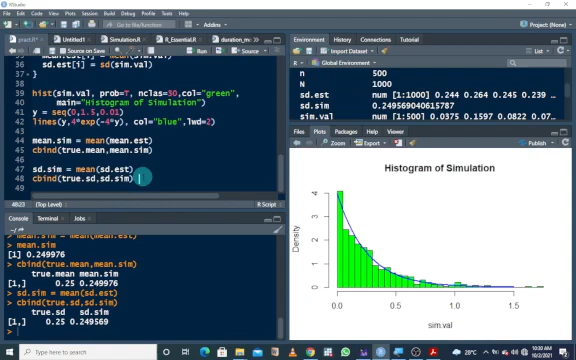 RStudio
File Edit Code View Plots Session Build Debug Profile Tools Help
Go to file/function
Addins
Project: (None)
pract.R*
Untitled1
Simulation.R
R_Essential.R
duration_m
Source on Save
Run
Source
35 mean.est[i] = mean(sim.val)
36 sd.est[i] = sd(sim.val)
37 }
38
39 hist(sim.val, prob=T, nclas=30,col="green",
40 main="Histogram of Simulation")
41 y = seq(0,1.5,0.01)
42 lines(y,4*exp(-4*y), col="blue",lwd=2)
43
44 mean.sim = mean(mean.est)
45 cbind(true.mean,mean.sim)
46
47 sd.sim = mean(sd.est)
48 cbind(true.sd,sd.sim)
49
48:23 (Top Level)
R Script
Console Terminal Jobs
~/
> mean.sim = mean(mean.est)
> mean.sim
[1] 0.249976
> cbind(true.mean,mean.sim)
true.mean mean.sim
[1,] 0.25 0.249976
> sd.sim = mean(sd.est)
> cbind(true.sd,sd.sim)
true.sd sd.sim
[1,] 0.25 0.249569
>
Environment History Connections Tutorial
Import Dataset
List
R Global Environment
n 500
N 1000
sd.est num [1:1000] 0.244 0.264 0.245 0.239 ...
sd.sim 0.249569040615787
sim.val num [1:500] 0.0375 0.1597 0.0822 0.07
Files Plots Packages Help Viewer
Zoom
Export
Publish
Histogram of Simulation
Density
0 1 2 3 4
0.0 0.5 1.0 1.5
sim.val
Type here to search
28°C
10:30 AM
10/2/2021